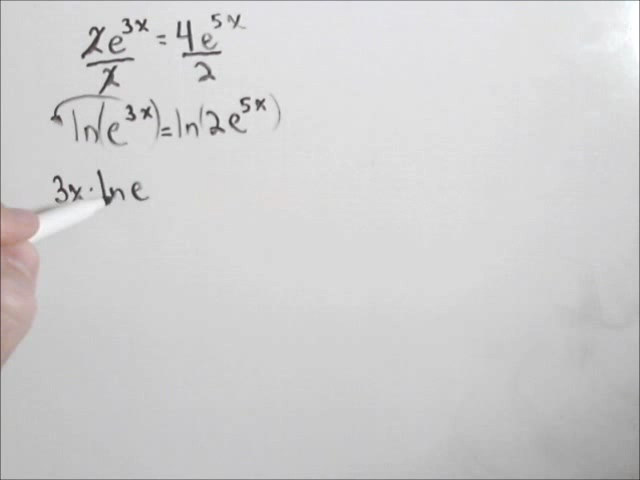 2e^3x / 2 = 4e^5x / 2
ln(e^3x) = ln(2e^5x)
3x · ln e